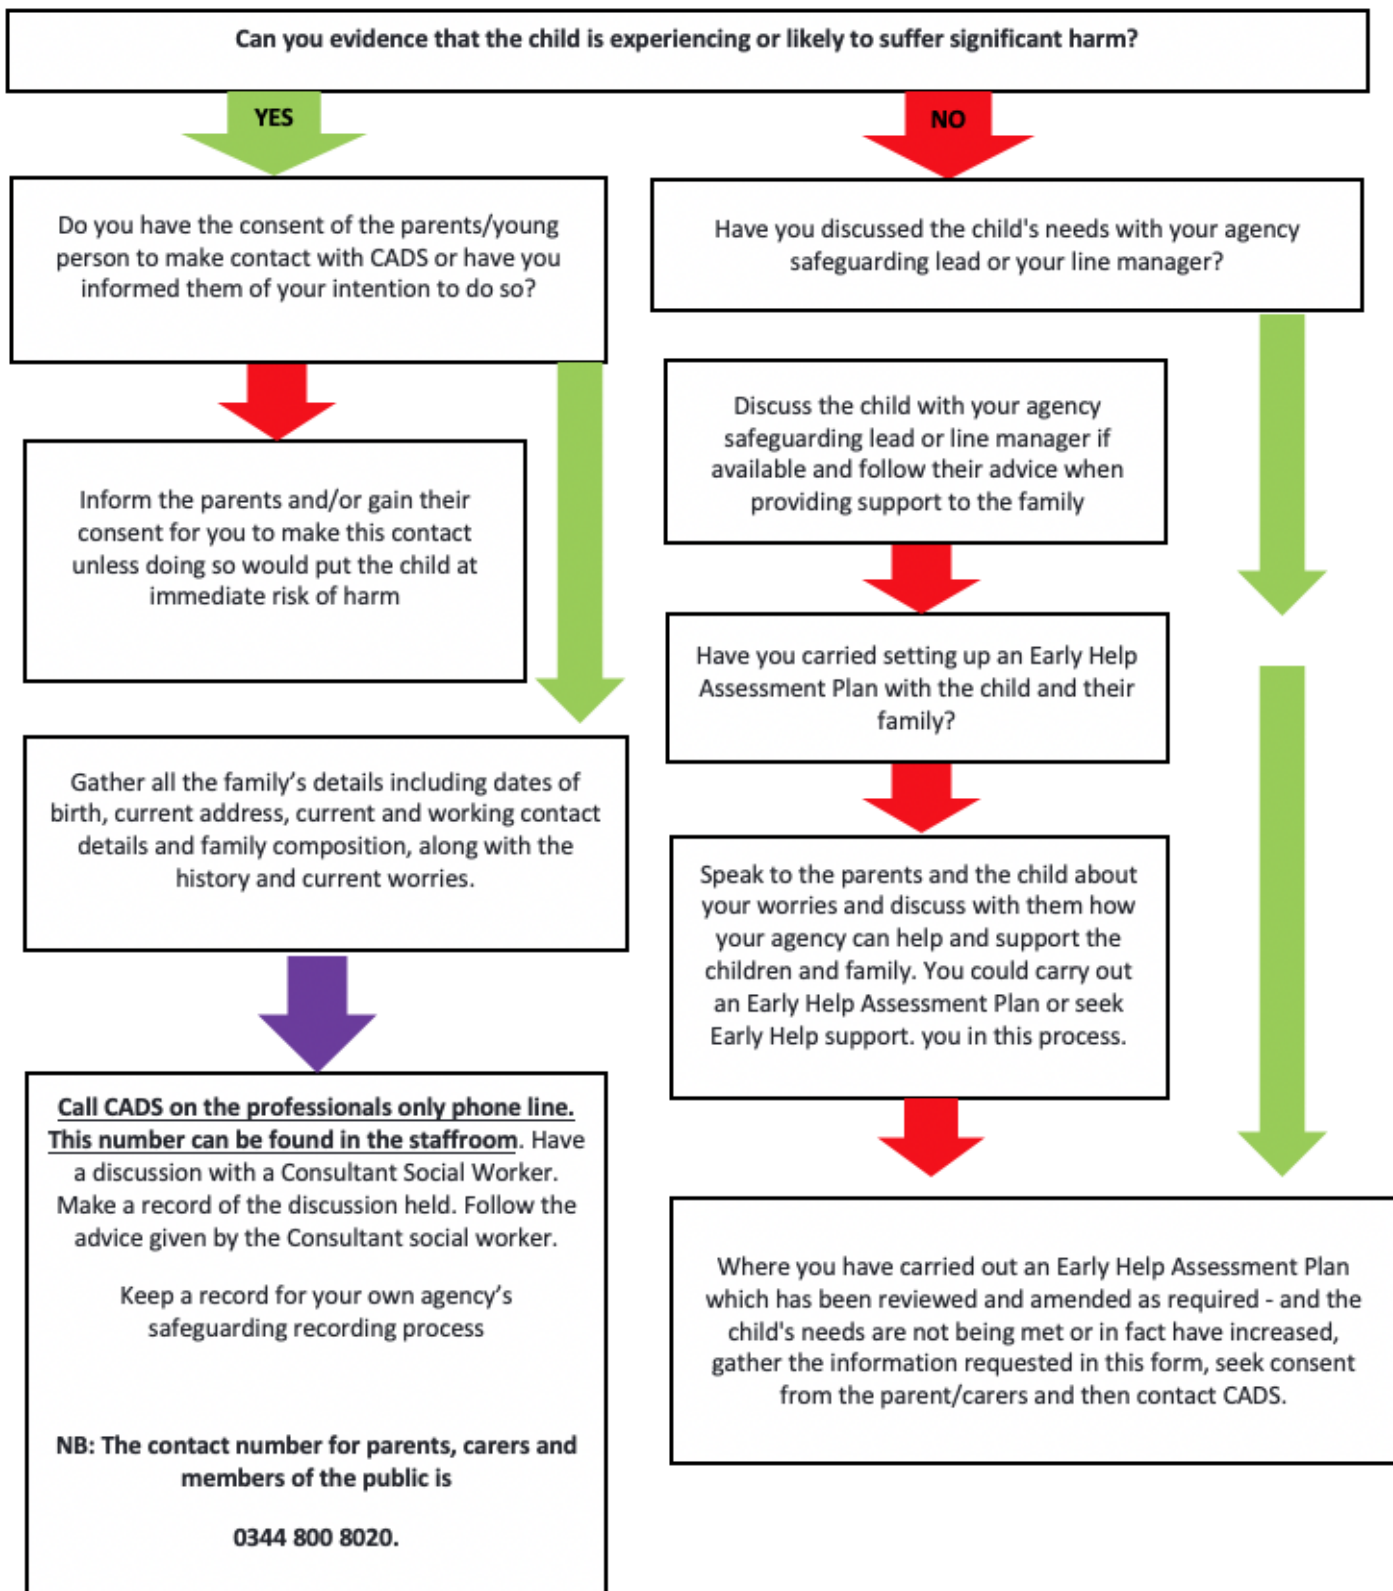 Can you evidence that the child is experiencing or likely to suffer significant harm?
YES
NO
Do you have the consent of the parents/young
person to make contact with CADS or have you
informed them of your intention to do so?
Have you discussed the child's needs with your agency
safeguarding lead or your line manager?
Discuss the child with your agency
safeguarding lead or line manager if
available and follow their advice when
providing support to the family
Inform the parents and/or gain their
consent for you to make this contact
unless doing so would put the child at
immediate risk of harm
Have you carried setting up an Early Help
Assessment Plan with the child and their
family?
Gather all the family’s details including dates of
birth, current address, current and working contact
details and family composition, along with the
history and current worries.
Speak to the parents and the child about
your worries and discuss with them how
your agency can help and support the
children and family. You could carry out
an Early Help Assessment Plan or seek
Early Help support. you in this process.
Call CADS on the professionals only phone line.
This number can be found in the staffroom. Have
a discussion with a Consultant Social Worker.
Make a record of the discussion held. Follow the
advice given by the Consultant social worker.
Keep a record for your own agency’s
safeguarding recording process
NB: The contact number for parents, carers and
members of the public is
0344 800 8020.
Where you have carried out an Early Help Assessment Plan
which has been reviewed and amended as required - and the
child's needs are not being met or in fact have increased,
gather the information requested in this form, seek consent
from the parent/carers and then contact CADS.